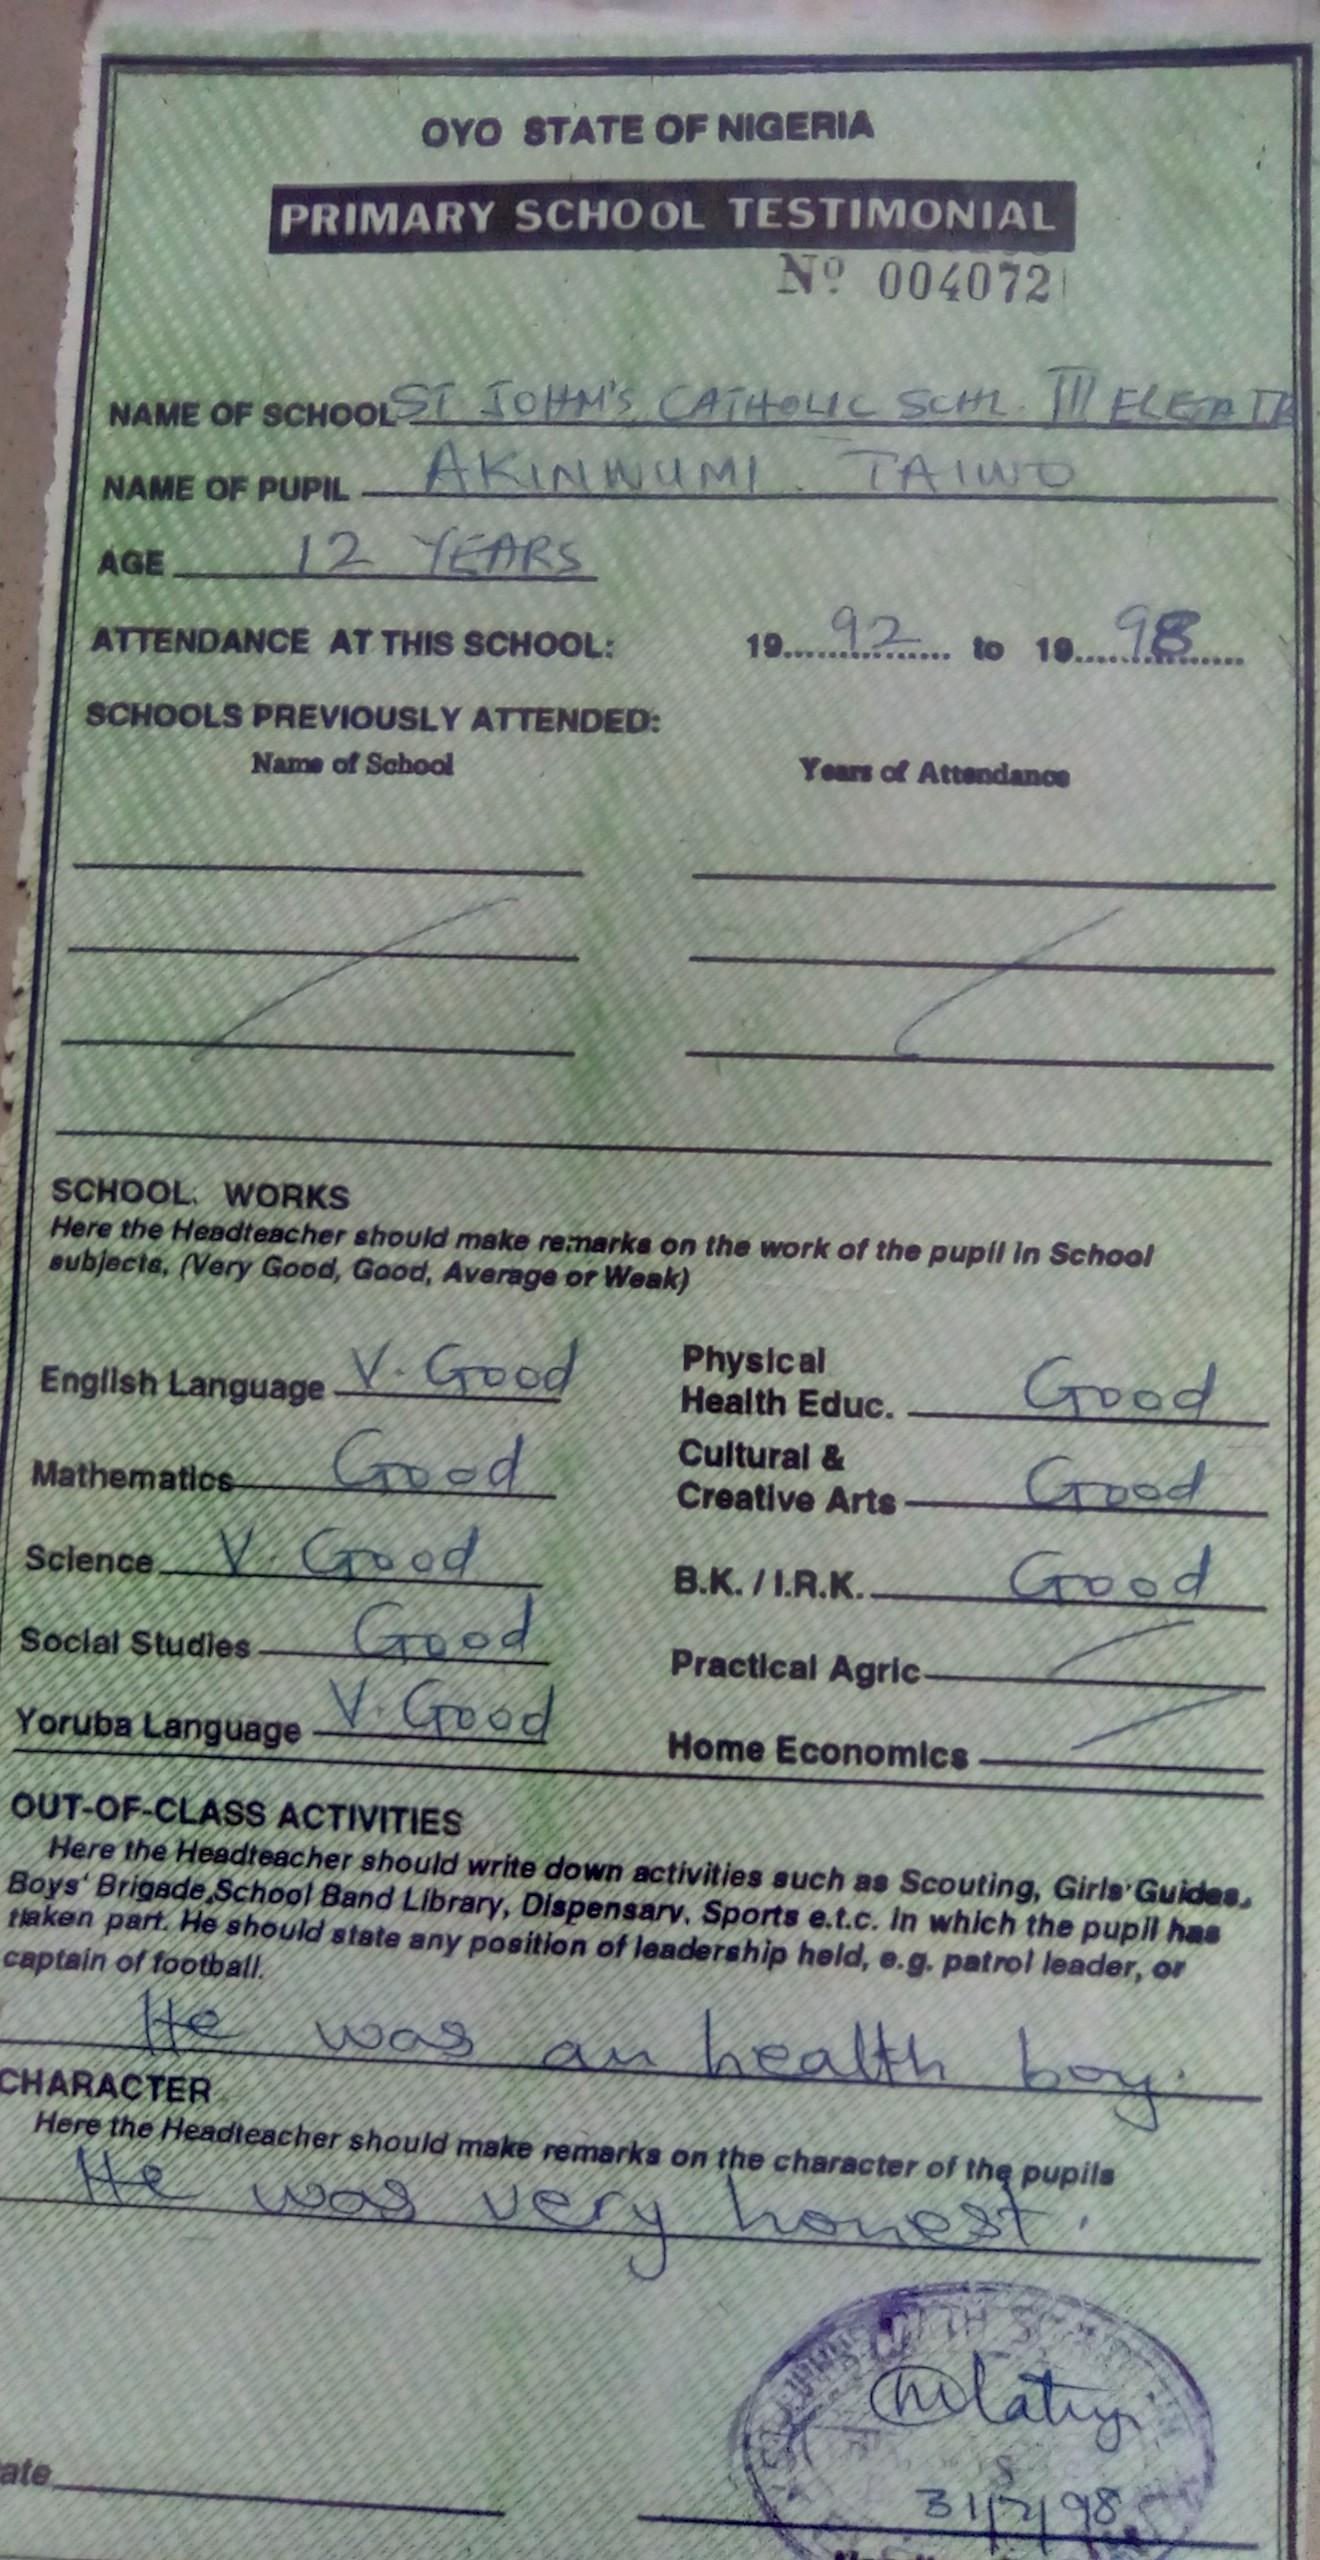 OYO STATE OF NIGERIA
PRIMARY SCHOOL TESTIMONIAL
Nº 004072
NAME OF SCHOOL ST JOHN'S CATHOLIC SCHL. III
NAME OF PUPIL AKINWUMI. TAIWO
AGE 12 YEARS
ATTENDANCE AT THIS SCHOOL: 19...92... to 19...98...
SCHOOLS PREVIOUSLY ATTENDED:
Name of School Years of Attendance
SCHOOL: WORKS
Here the Headteacher should make remarks on the work of the pupil in School
subjects, (Very Good, Good, Average or Weak)
English Language V. Good
Mathematics Good
Science V. Good
Social Studies Good
Yoruba Language V. Good
Physical
Health Educ. Good
Cultural &
Creative Arts Good
B.K. / I.R.K. Good
Practical Agric
Home Economics
OUT-OF-CLASS ACTIVITIES
Here the Headteacher should write down activities such as Scouting, Girls' Guides,
Boys' Brigade, School Band Library, Dispensary, Sports e.t.c. in which the pupil has
taken part. He should state any position of leadership held, e.g. patrol leader, or
captain of football.
He was an health boy.
CHARACTER
Here the Headteacher should make remarks on the character of the pupils
He was very honest.
31/7/98
ate